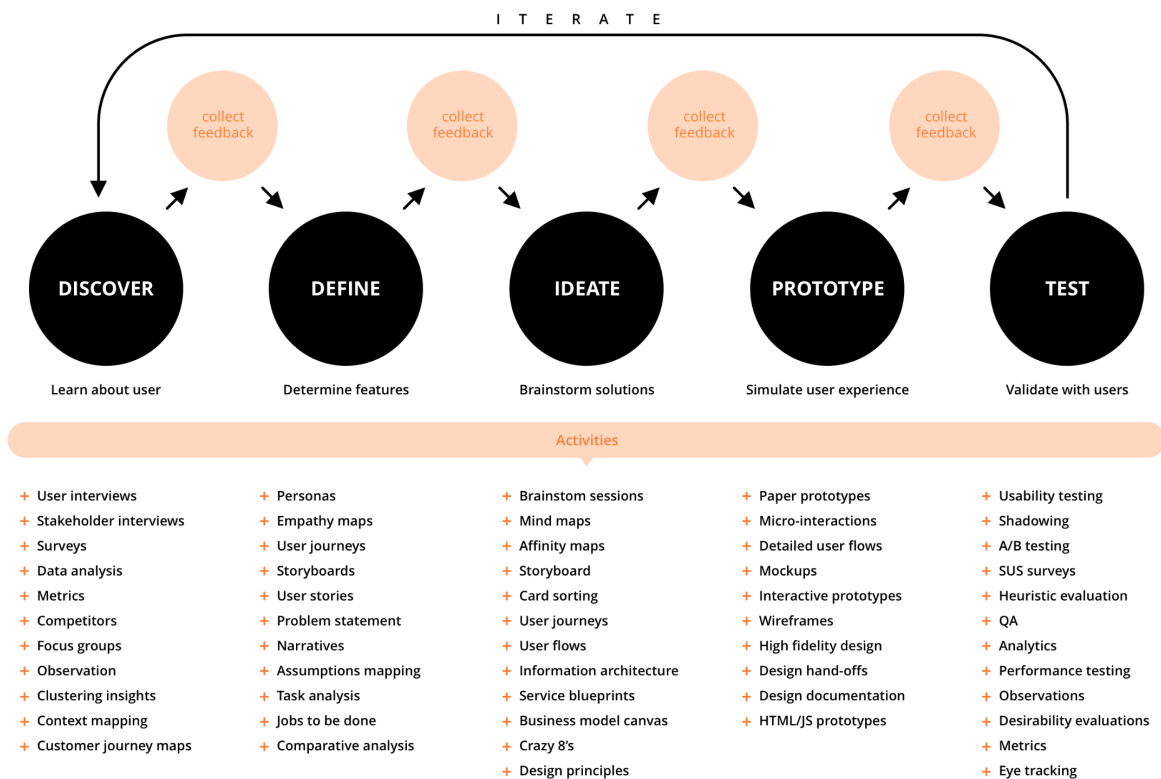 I T E R A T E
collect
feedback
collect
feedback
collect
feedback
collect
feedback
DISCOVER
DEFINE
IDEATE
PROTOTYPE
TEST
Learn about user
Determine features
Brainstorm solutions
Simulate user experience
Validate with users
Activities
+ User interviews
+ Stakeholder interviews
+ Surveys
+ Data analysis
+ Metrics
+ Competitors
+ Focus groups
+ Observation
+ Clustering insights
+ Context mapping
+ Customer journey maps
+ Personas
+ Empathy maps
+ User journeys
+ Storyboards
+ User stories
+ Problem statement
+ Narratives
+ Assumptions mapping
+ Task analysis
+ Jobs to be done
+ Comparative analysis
+ Brainstom sessions
+ Mind maps
+ Affinity maps
+ Storyboard
+ Card sorting
+ User journeys
+ User flows
+ Information architecture
+ Service blueprints
+ Business model canvas
+ Crazy 8's
+ Design principles
+ Paper prototypes
+ Micro-interactions
+ Detailed user flows
+ Mockups
+ Interactive prototypes
+ Wireframes
+ High fidelity design
+ Design hand-offs
+ Design documentation
+ HTML/JS prototypes
+ Usability testing
+ Shadowing
+ A/B testing
+ SUS surveys
+ Heuristic evaluation
+ QA
+ Analytics
+ Performance testing
+ Observations
+ Desirability evaluations
+ Metrics
+ Eye tracking